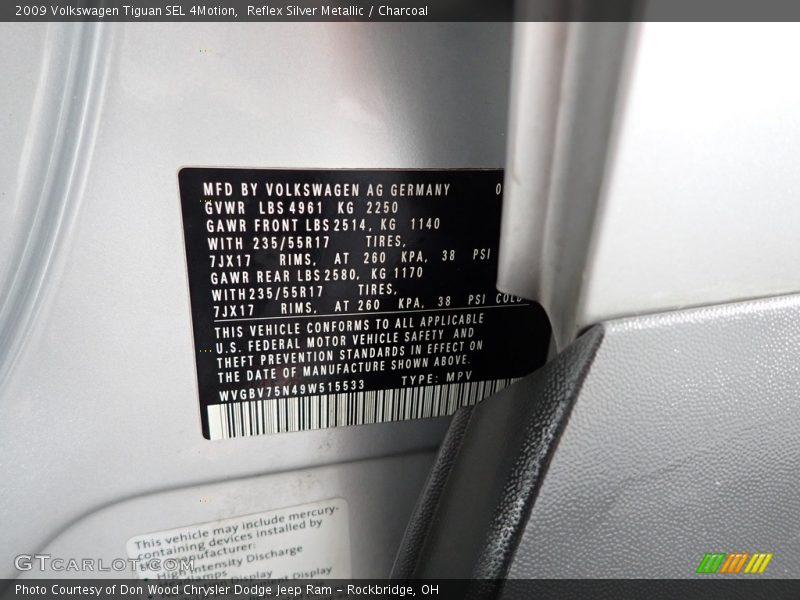 2009 Volkswagen Tiguan SEL 4Motion,  Reflex Silver Metallic / Charcoal
MFD BY VOLKSWAGEN AG GERMANY 0
GVWR LBS 4961 KG 2250
GAWR FRONT LBS 2514, KG 1140
WITH 235/55R17 TIRES,
7JX17 RIMS, AT 260 KPA, 38 PSI
GAWR REAR LBS 2580, KG 1170
WITH 235/55R17 TIRES,
7JX17 RIMS, AT 260 KPA, 38 PSI COLD
THIS VEHICLE CONFORMS TO ALL APPLICABLE
U.S. FEDERAL MOTOR VEHICLE SAFETY AND
THEFT PREVENTION STANDARDS IN EFFECT ON
THE DATE OF MANUFACTURE SHOWN ABOVE.
WVGBV75N49W515533 TYPE: MPV
This vehicle may include mercury-
containing devices installed by
manufacturer:
• High Intensity Discharge
Display
GTcarlot.com
Photo Courtesy of Don Wood Chrysler Dodge Jeep Ram – Rockbridge, OH